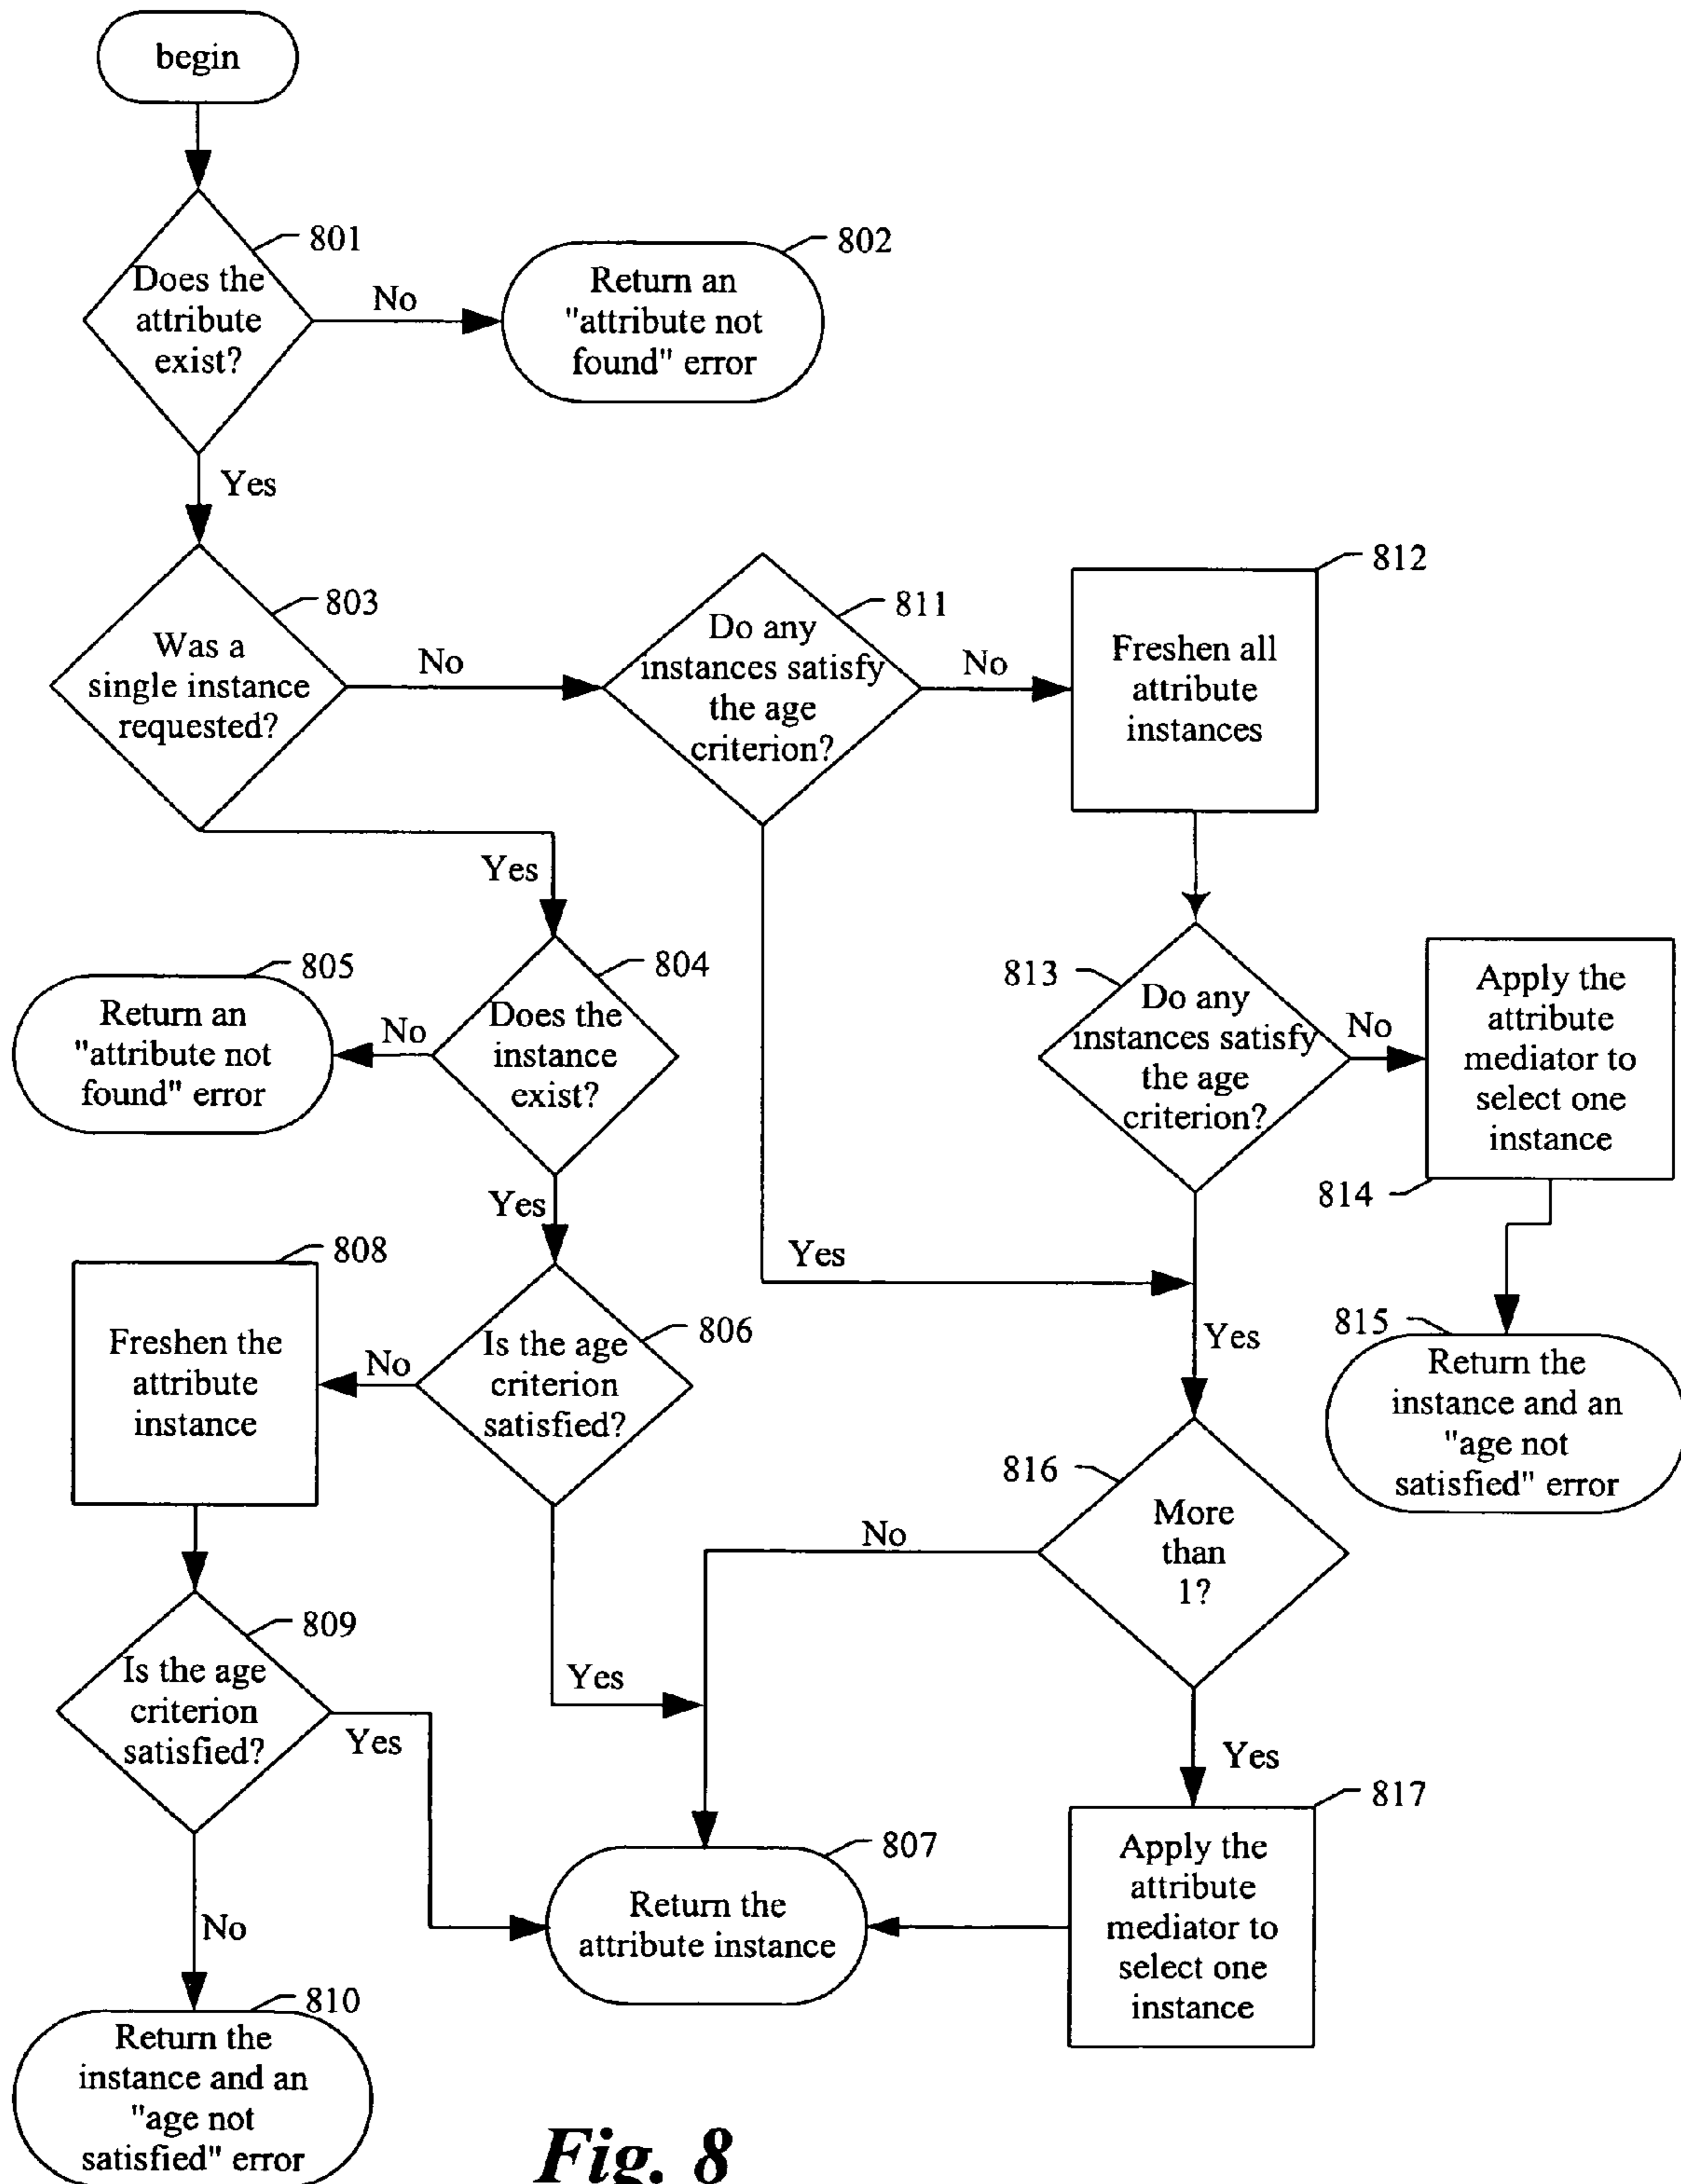 begin
801
Does the
attribute
exist?
No
802
Return an
"attribute not
found" error
Yes
803
Was a
single instance
requested?
No
811
Do any
instances satisfy
the age
criterion?
No
812
Freshen all
attribute
instances
Yes
804
Does the
instance
exist?
No
805
Return an
"attribute not
found" error
813
Do any
instances satisfy
the age
criterion?
No
Apply the
attribute
mediator to
select one
instance
814
Yes
Yes
806
Is the age
criterion
satisfied?
No
808
Freshen the
attribute
instance
Yes
815
Return the
instance and an
"age not
satisfied" error
816
More
than
1?
No
809
Is the age
criterion
satisfied?
Yes
Yes
Yes
817
Apply the
attribute
mediator to
select one
instance
807
Return the
attribute instance
No
810
Return the
instance and an
"age not
satisfied" error
Fig. 8